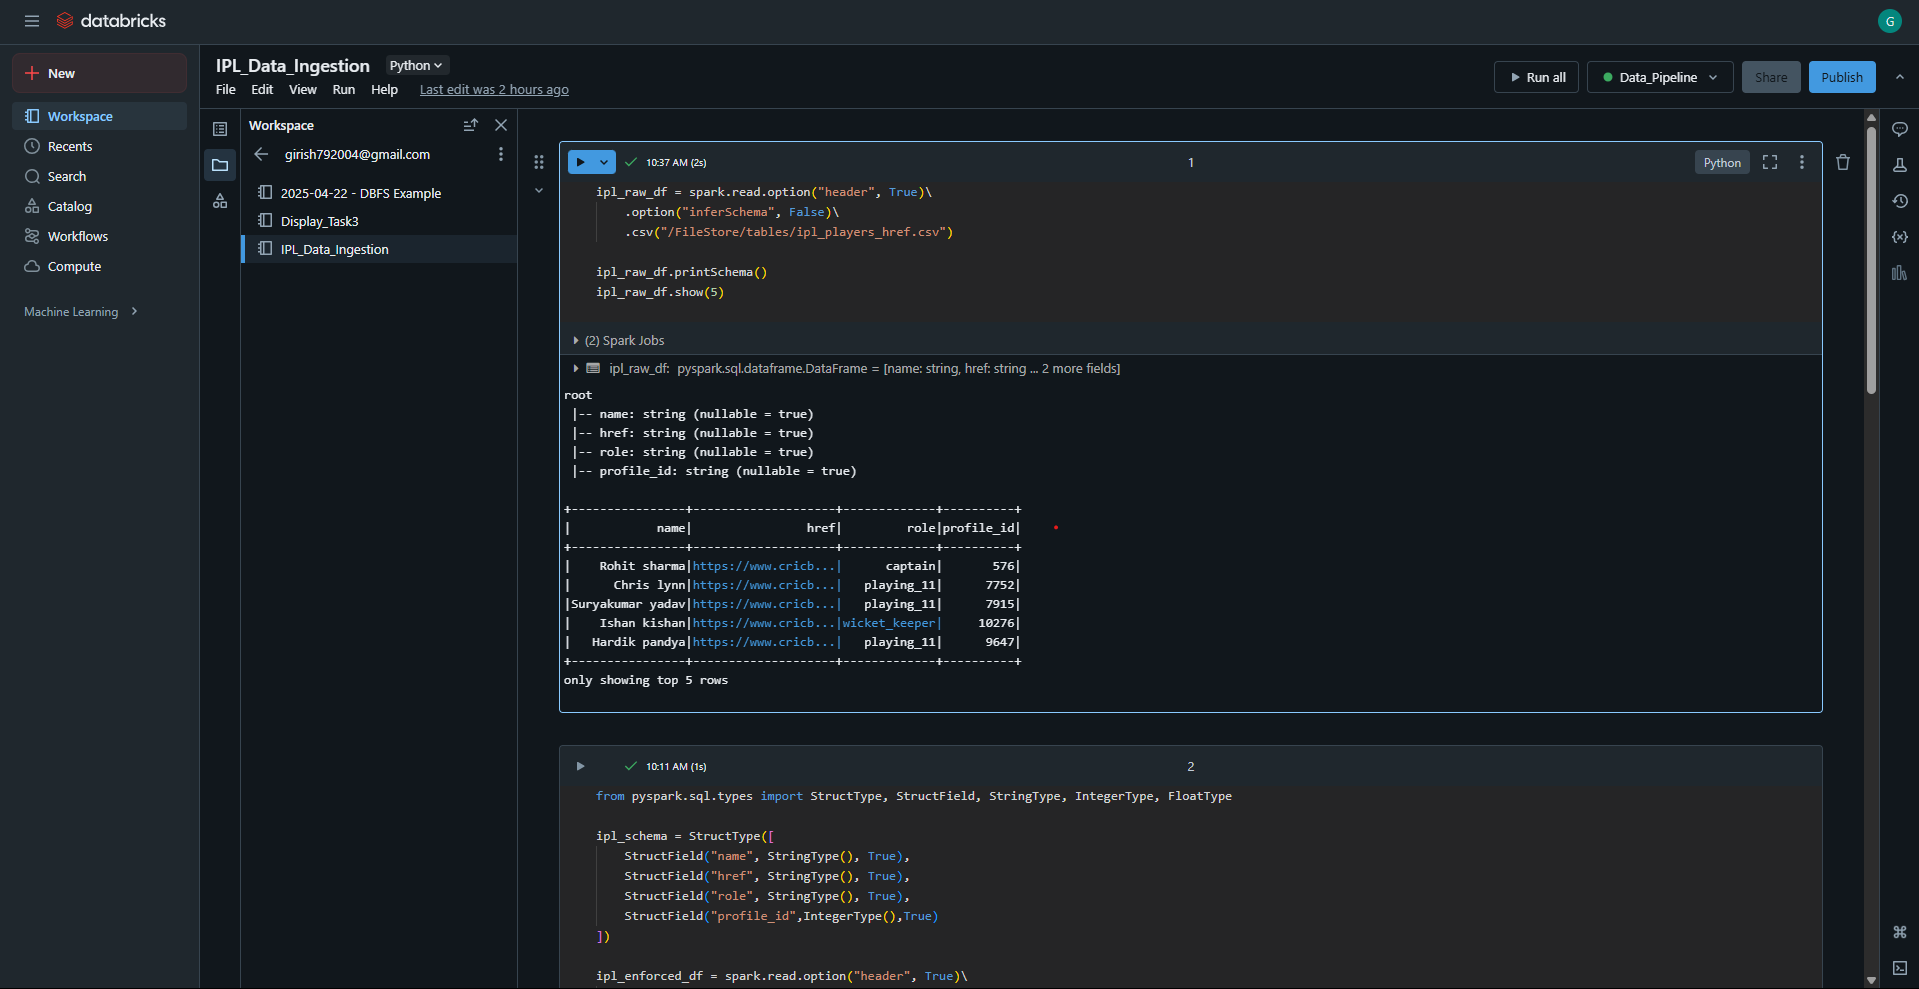 databricks
G
New
Workspace
Recents
Search
Catalog
Workflows
Compute
Machine Learning
IPL_Data_Ingestion Python
File Edit View Run Help Last edit was 2 hours ago
Run all Data_Pipeline Share Publish
Workspace
girish792004@gmail.com
2025-04-22 - DBFS Example
Display_Task3
IPL_Data_Ingestion
10:37 AM (2s) 1 Python
ipl_raw_df = spark.read.option("header", True)\
.option("inferSchema", False)\
.csv("/FileStore/tables/ipl_players_href.csv")
ipl_raw_df.printSchema()
ipl_raw_df.show(5)
(2) Spark Jobs
ipl_raw_df: pyspark.sql.dataframe.DataFrame = [name: string, href: string ... 2 more fields]
root
|-- name: string (nullable = true)
|-- href: string (nullable = true)
|-- role: string (nullable = true)
|-- profile_id: string (nullable = true)
+----------------+--------------------+-------------+----------+
|            name|                href|         role|profile_id|
+----------------+--------------------+-------------+----------+
|    Rohit sharma|https://www.cricb...|      captain|       576|
|      Chris lynn|https://www.cricb...|   playing_11|      7752|
|Suryakumar yadav|https://www.cricb...|   playing_11|      7915|
|    Ishan kishan|https://www.cricb...|wicket_keeper|     10276|
|   Hardik pandya|https://www.cricb...|   playing_11|      9647|
+----------------+--------------------+-------------+----------+
only showing top 5 rows
10:11 AM (1s) 2
from pyspark.sql.types import StructType, StructField, StringType, IntegerType, FloatType
ipl_schema = StructType([
StructField("name", StringType(), True),
StructField("href", StringType(), True),
StructField("role", StringType(), True),
StructField("profile_id",IntegerType(),True)
])
ipl_enforced_df = spark.read.option("header", True)\